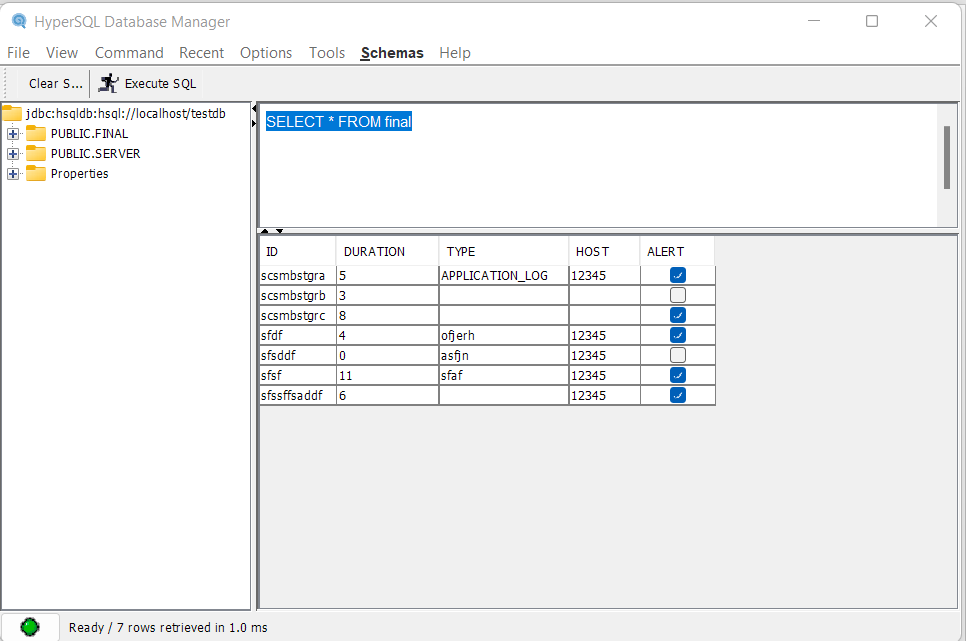 HyperSQL Database Manager
File View Command Recent Options Tools Schemas Help
Clear S... Execute SQL
jdbc:hsqldb:hsql://localhost/testdb
PUBLIC.FINAL
PUBLIC.SERVER
Properties
SELECT * FROM final
ID DURATION TYPE HOST ALERT
scsmbstgra 5 APPLICATION_LOG 12345
scsmbstgrb 3
scsmbstgrc 8
sfdf 4 ofjerh 12345
sfsddf 0 asfjn 12345
sfsf 11 sfaf 12345
sfssffsaddf 6 12345
Ready / 7 rows retrieved in 1.0 ms